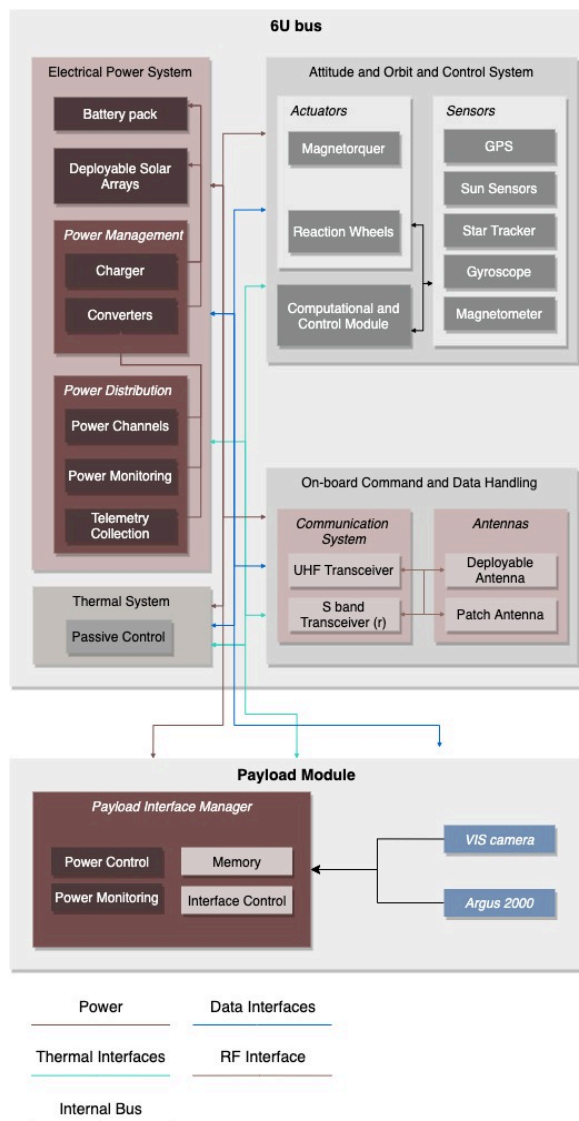 6U bus
Electrical Power System
Battery pack
Deployable Solar
Arrays
Power Management
Charger
Converters
Power Distribution
Power Channels
Power Monitoring
Telemetry
Collection
Thermal System
Passive Control
Attitude and Orbit and Control System
Actuators
Magnetorquer
Reaction Wheels
Computational and
Control Module
Sensors
GPS
Sun Sensors
Star Tracker
Gyroscope
Magnetometer
On-board Command and Data Handling
Communication
System
UHF Transceiver
S band
Transceiver (r)
Antennas
Deployable
Antenna
Patch Antenna
Payload Module
Payload Interface Manager
Power Control
Memory
Power Monitoring
Interface Control
VIS camera
Argus 2000
Power
Data Interfaces
Thermal Interfaces
RF Interface
Internal Bus